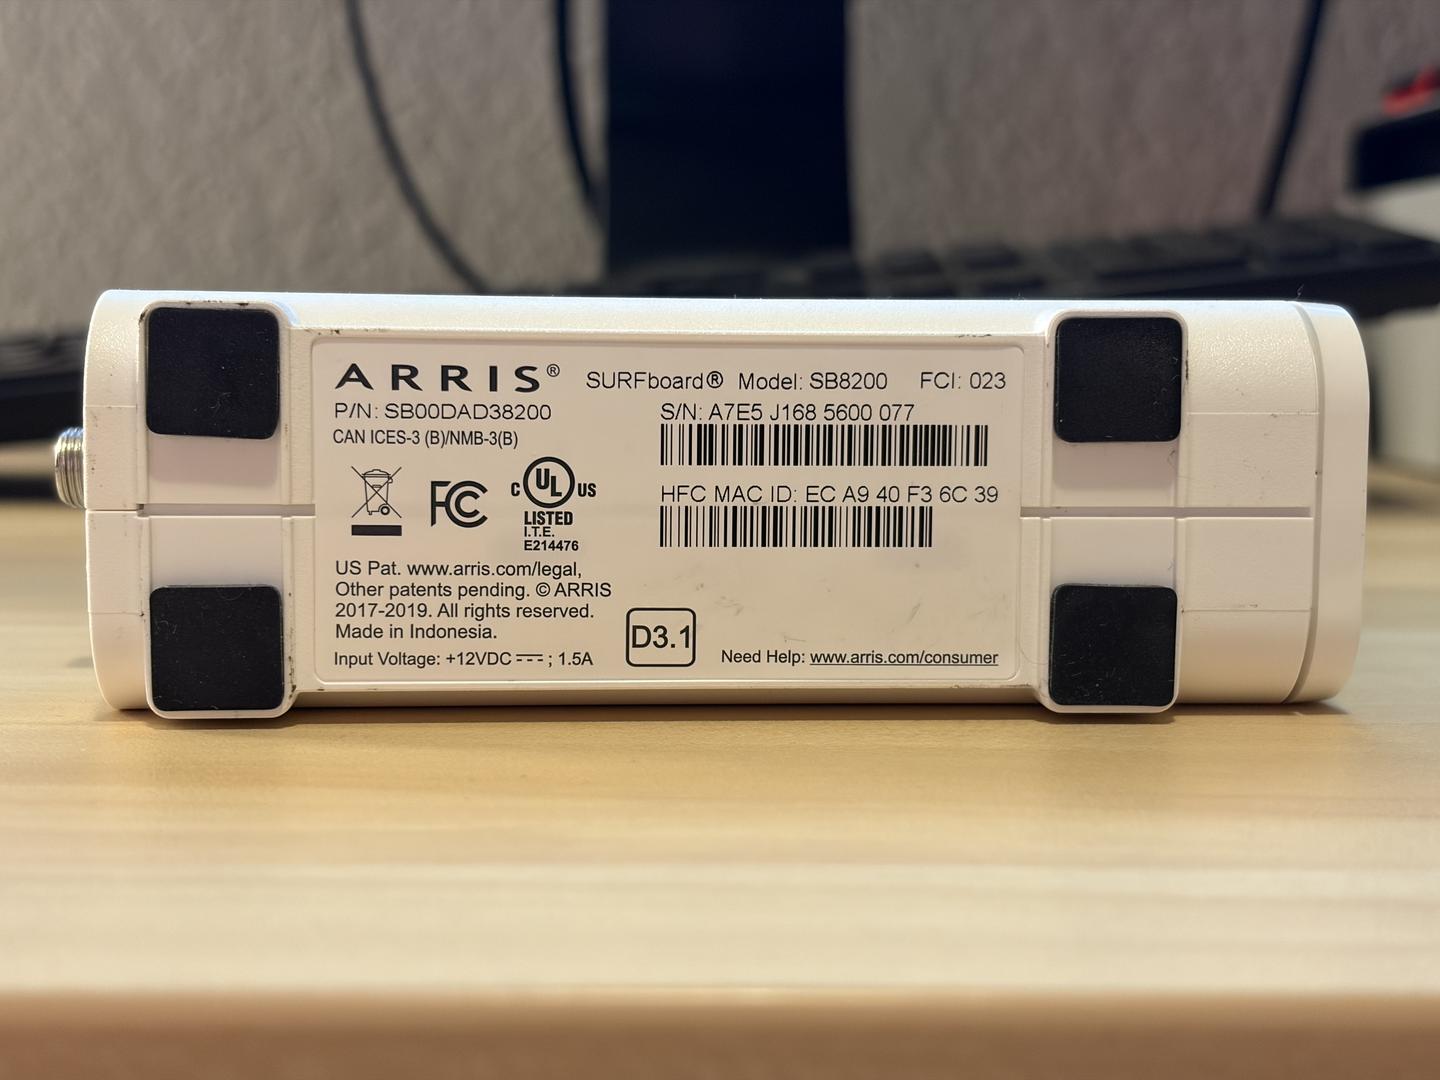 ARRIS® SURFboard® Model: SB8200 FCI: 023
P/N: SB00DAD38200
CAN ICES-3 (B)/NMB-3(B)
S/N: A7E5 J168 5600 077
HFC MAC ID: EC A9 40 F3 6C 39
FC
C UL US
LISTED
I.T.E.
E214476
US Pat. www.arris.com/legal,
Other patents pending. © ARRIS
2017-2019. All rights reserved.
Made in Indonesia.
Input Voltage: +12VDC ; 1.5A
D3.1
Need Help: www.arris.com/consumer